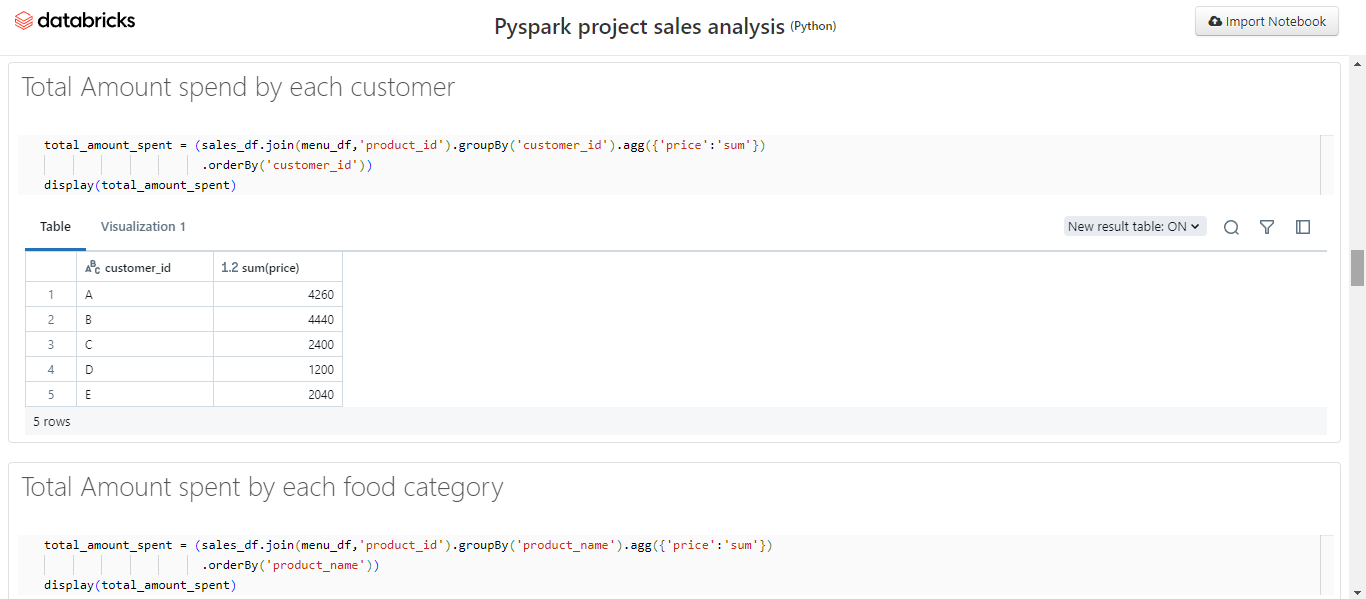 databricks
Pyspark project sales analysis (Python)
Import Notebook
Total Amount spend by each customer
total_amount_spent = (sales_df.join(menu_df,'product_id').groupBy('customer_id').agg({'price':'sum'})
.orderBy('customer_id'))
display(total_amount_spent)
Table Visualization 1 New result table: ON
ABC customer_id 1.2 sum(price)
1 A 4260
2 B 4440
3 C 2400
4 D 1200
5 E 2040
5 rows
Total Amount spent by each food category
total_amount_spent = (sales_df.join(menu_df,'product_id').groupBy('product_name').agg({'price':'sum'})
.orderBy('product_name'))
display(total_amount_spent)